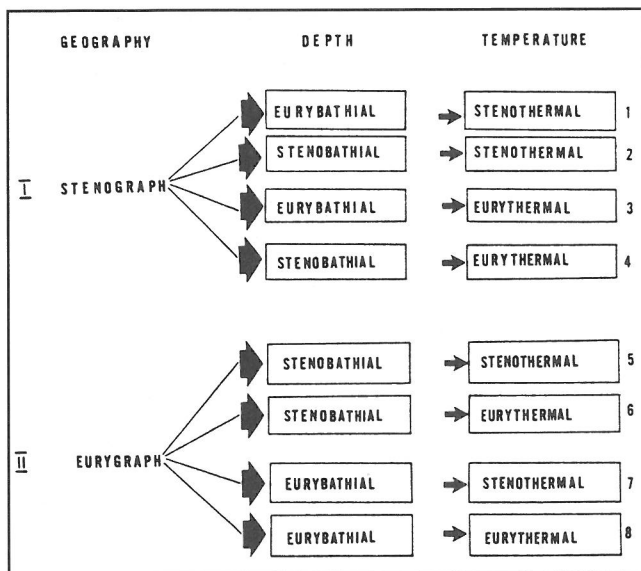 GEOGRAPHY DEPTH TEMPERATURE
EURYBATHIAL STENOTHERMAL 1
STENOBATHIAL STENOTHERMAL 2
I STENOGRAPH
EURYBATHIAL EURYTHERMAL 3
STENOBATHIAL EURYTHERMAL 4
STENOBATHIAL STENOTHERMAL 5
STENOBATHIAL EURYTHERMAL 6
II EURYGRAPH
EURYBATHIAL STENOTHERMAL 7
EURYBATHIAL EURYTHERMAL 8